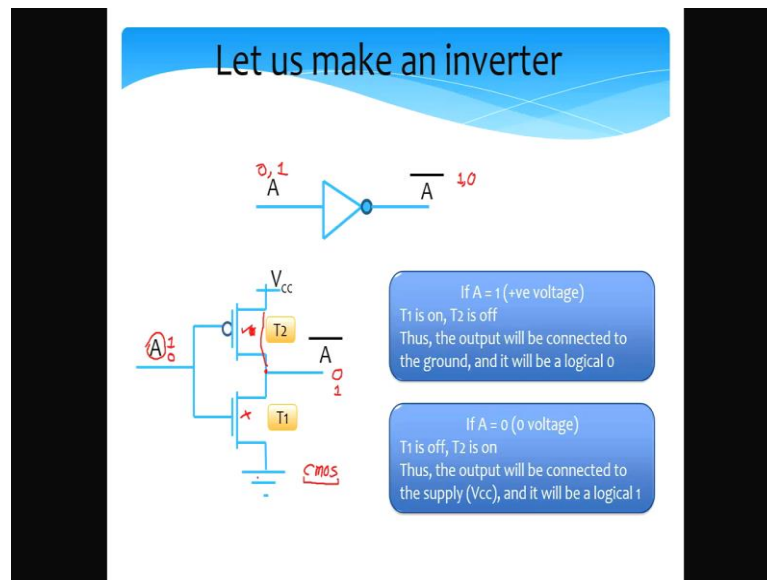 Let us make an inverter
0, 1
A
A
1,0
Vcc
T2
A
1
0
A
0
1
T1
CMOS
If A = 1 (+ve voltage)
T1 is on, T2 is off
Thus, the output will be connected to
the ground, and it will be a logical 0
If A = 0 (0 voltage)
T1 is off, T2 is on
Thus, the output will be connected to
the supply (Vcc), and it will be a logical 1